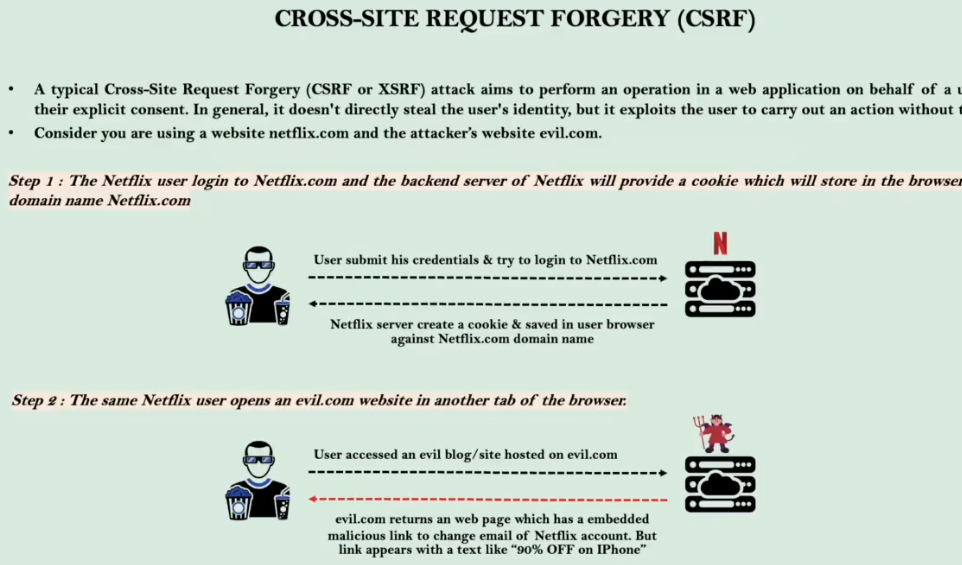 CROSS-SITE REQUEST FORGERY (CSRF)
• A typical Cross-Site Request Forgery (CSRF or XSRF) attack aims to perform an operation in a web application on behalf of a
their explicit consent. In general, it doesn't directly steal the user's identity, but it exploits the user to carry out an action without
• Consider you are using a website netflix.com and the attacker's website evil.com.
Step 1 : The Netflix user login to Netflix.com and the backend server of Netflix will provide a cookie which will store in the browser
domain name Netflix.com
N
User submit his credentials & try to login to Netflix.com
Netflix server create a cookie & saved in user browser
against Netflix.com domain name
Step 2 : The same Netflix user opens an evil.com website in another tab of the browser.
User accessed an evil blog/site hosted on evil.com
evil.com returns an web page which has a embedded
malicious link to change email of Netflix account. But
link appears with a text like “90% OFF on IPhone”